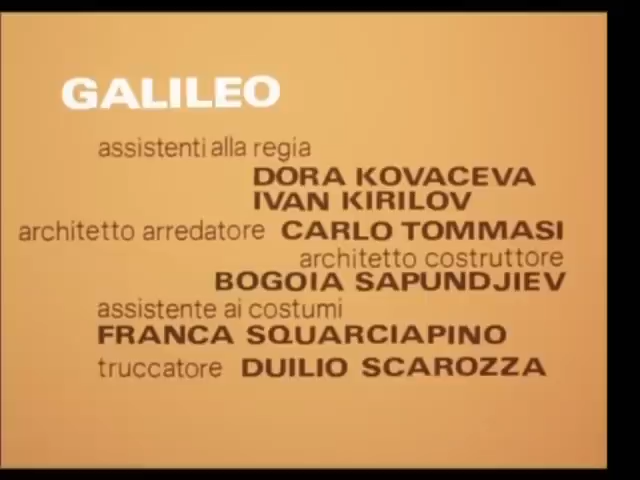 GALILEO
assistenti alla regia
DORA KOVACEVA
IVAN KIRILOV
architetto arredatore CARLO TOMMASI
architetto costruttore
BOGOIA SAPUNDJIEV
assistente ai costumi
FRANCA SQUARCIAPINO
truccatore DUILIO SCAROZZA